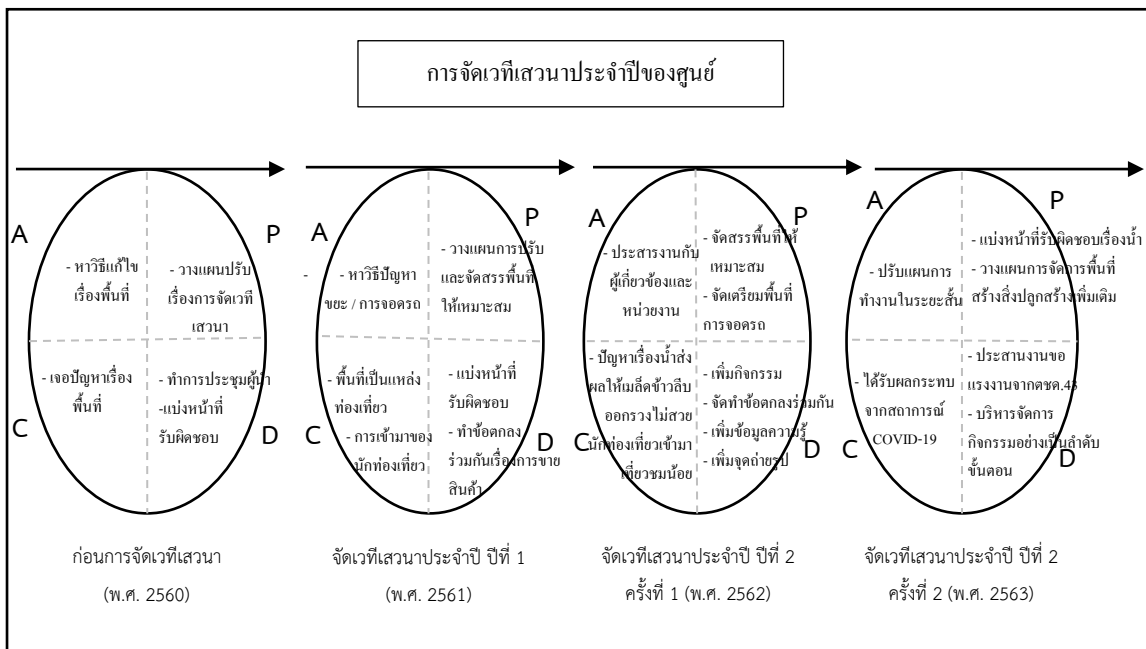 การจัดเวทีเสวนาประจำปีของศูนย์
A
P
- หาวิธีแก้ไข
เรื่องพื้นที่
- วางแผนปรับ
เรื่องการจัดเวที
เสวนา
- เจอปัญหาเรื่อง
พื้นที่
- ทำการประชุมผู้นำ
-แบ่งหน้าที่
รับผิดชอบ
C
D
ก่อนการจัดเวทีเสวนา
(พ.ศ. 2560)
A
P
-
- หาวิธีปัญหา
ขยะ / การจอดรถ
- วางแผนการปรับ
และจัดสรรพื้นที่
ให้เหมาะสม
- พื้นที่เป็นแหล่ง
ท่องเที่ยว
- การเข้ามาของ
นักท่องเที่ยว
- แบ่งหน้าที่
รับผิดชอบ
- ทำข้อตกลง
ร่วมกันเรื่องการขาย
สินค้า
C
D
จัดเวทีเสวนาประจำปี ปีที่ 1
(พ.ศ. 2561)
A
P
- ประสารงานกับ
ผู้เกี่ยวข้องและ
หน่วยงาน
- จัดสรรพื้นที่ให้
เหมาะสม
- จัดเตรียมพื้นที่
การจอดรถ
- ปัญหาเรื่องน้ำส่ง
ผลให้เมล็ดข้าวลีบ
ออกรวงไม่สวย
นักท่องเที่ยวเข้ามา
เที่ยวชมน้อย
- เพิ่มกิจกรรม
- จัดทำข้อตกลงร่วมกัน
- เพิ่มข้อมูลความรู้
- เพิ่มจุดถ่ายรูป
C
D
จัดเวทีเสวนาประจำปี ปีที่ 2
ครั้งที่ 1 (พ.ศ. 2562)
A
P
- ปรับแผนการ
ทำงานในระยะสั้น
- แบ่งหน้าที่รับผิดชอบเรื่องน้ำ
- วางแผนการจัดการพื้นที่
สร้างสิ่งปลูกสร้างเพิ่มเติม
- ได้รับผลกระทบ
จากสถาการณ์
COVID-19
- ประสานงานขอ
แรงงานจากตชด.43
- บริหารจัดการ
กิจกรรมอย่างเป็นลำดับ
ขั้นตอน
C
D
จัดเวทีเสวนาประจำปี ปีที่ 2
ครั้งที่ 2 (พ.ศ. 2563)